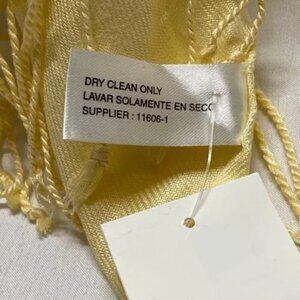 DRY CLEAN ONLY
LAVAR SOLAMENTE EN SECO
SUPPLIER : 11606-1